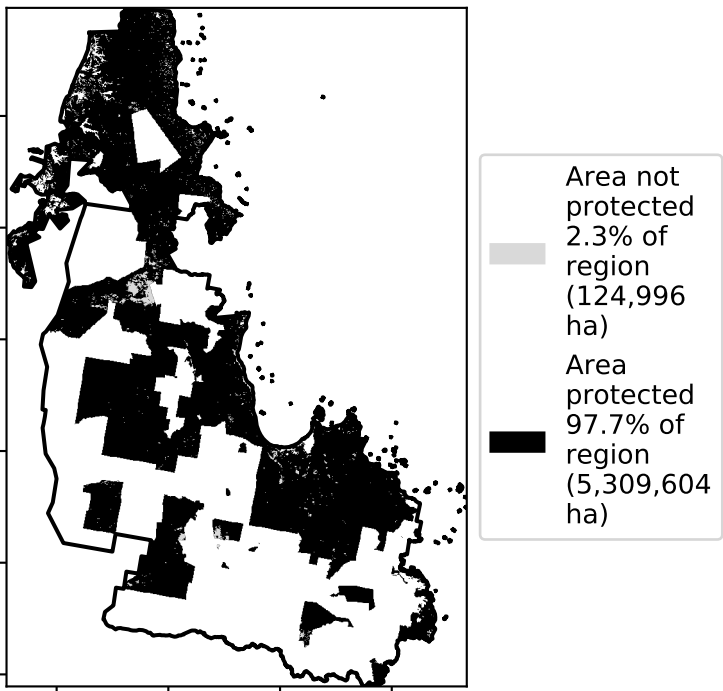 Area not
protected
2.3% of
region
(124,996
ha)
Area
protected
97.7% of
region
(5,309,604
ha)